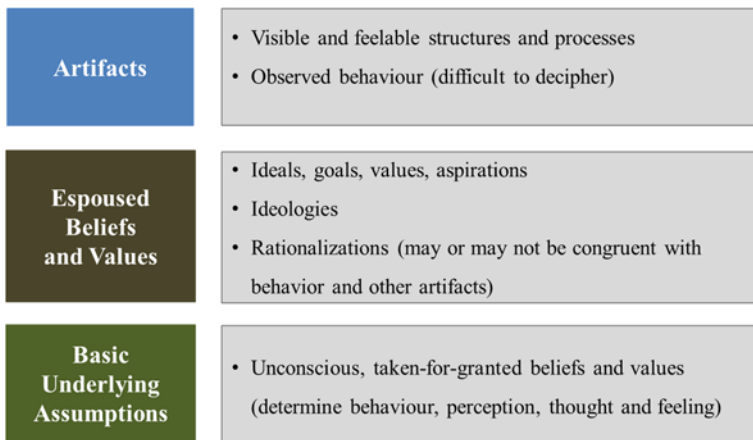 Artifacts
• Visible and feelable structures and processes
• Observed behaviour (difficult to decipher)
Espoused
Beliefs
and Values
• Ideals, goals, values, aspirations
• Ideologies
• Rationalizations (may or may not be congruent with
behavior and other artifacts)
Basic
Underlying
Assumptions
• Unconscious, taken-for-granted beliefs and values
(determine behaviour, perception, thought and feeling)